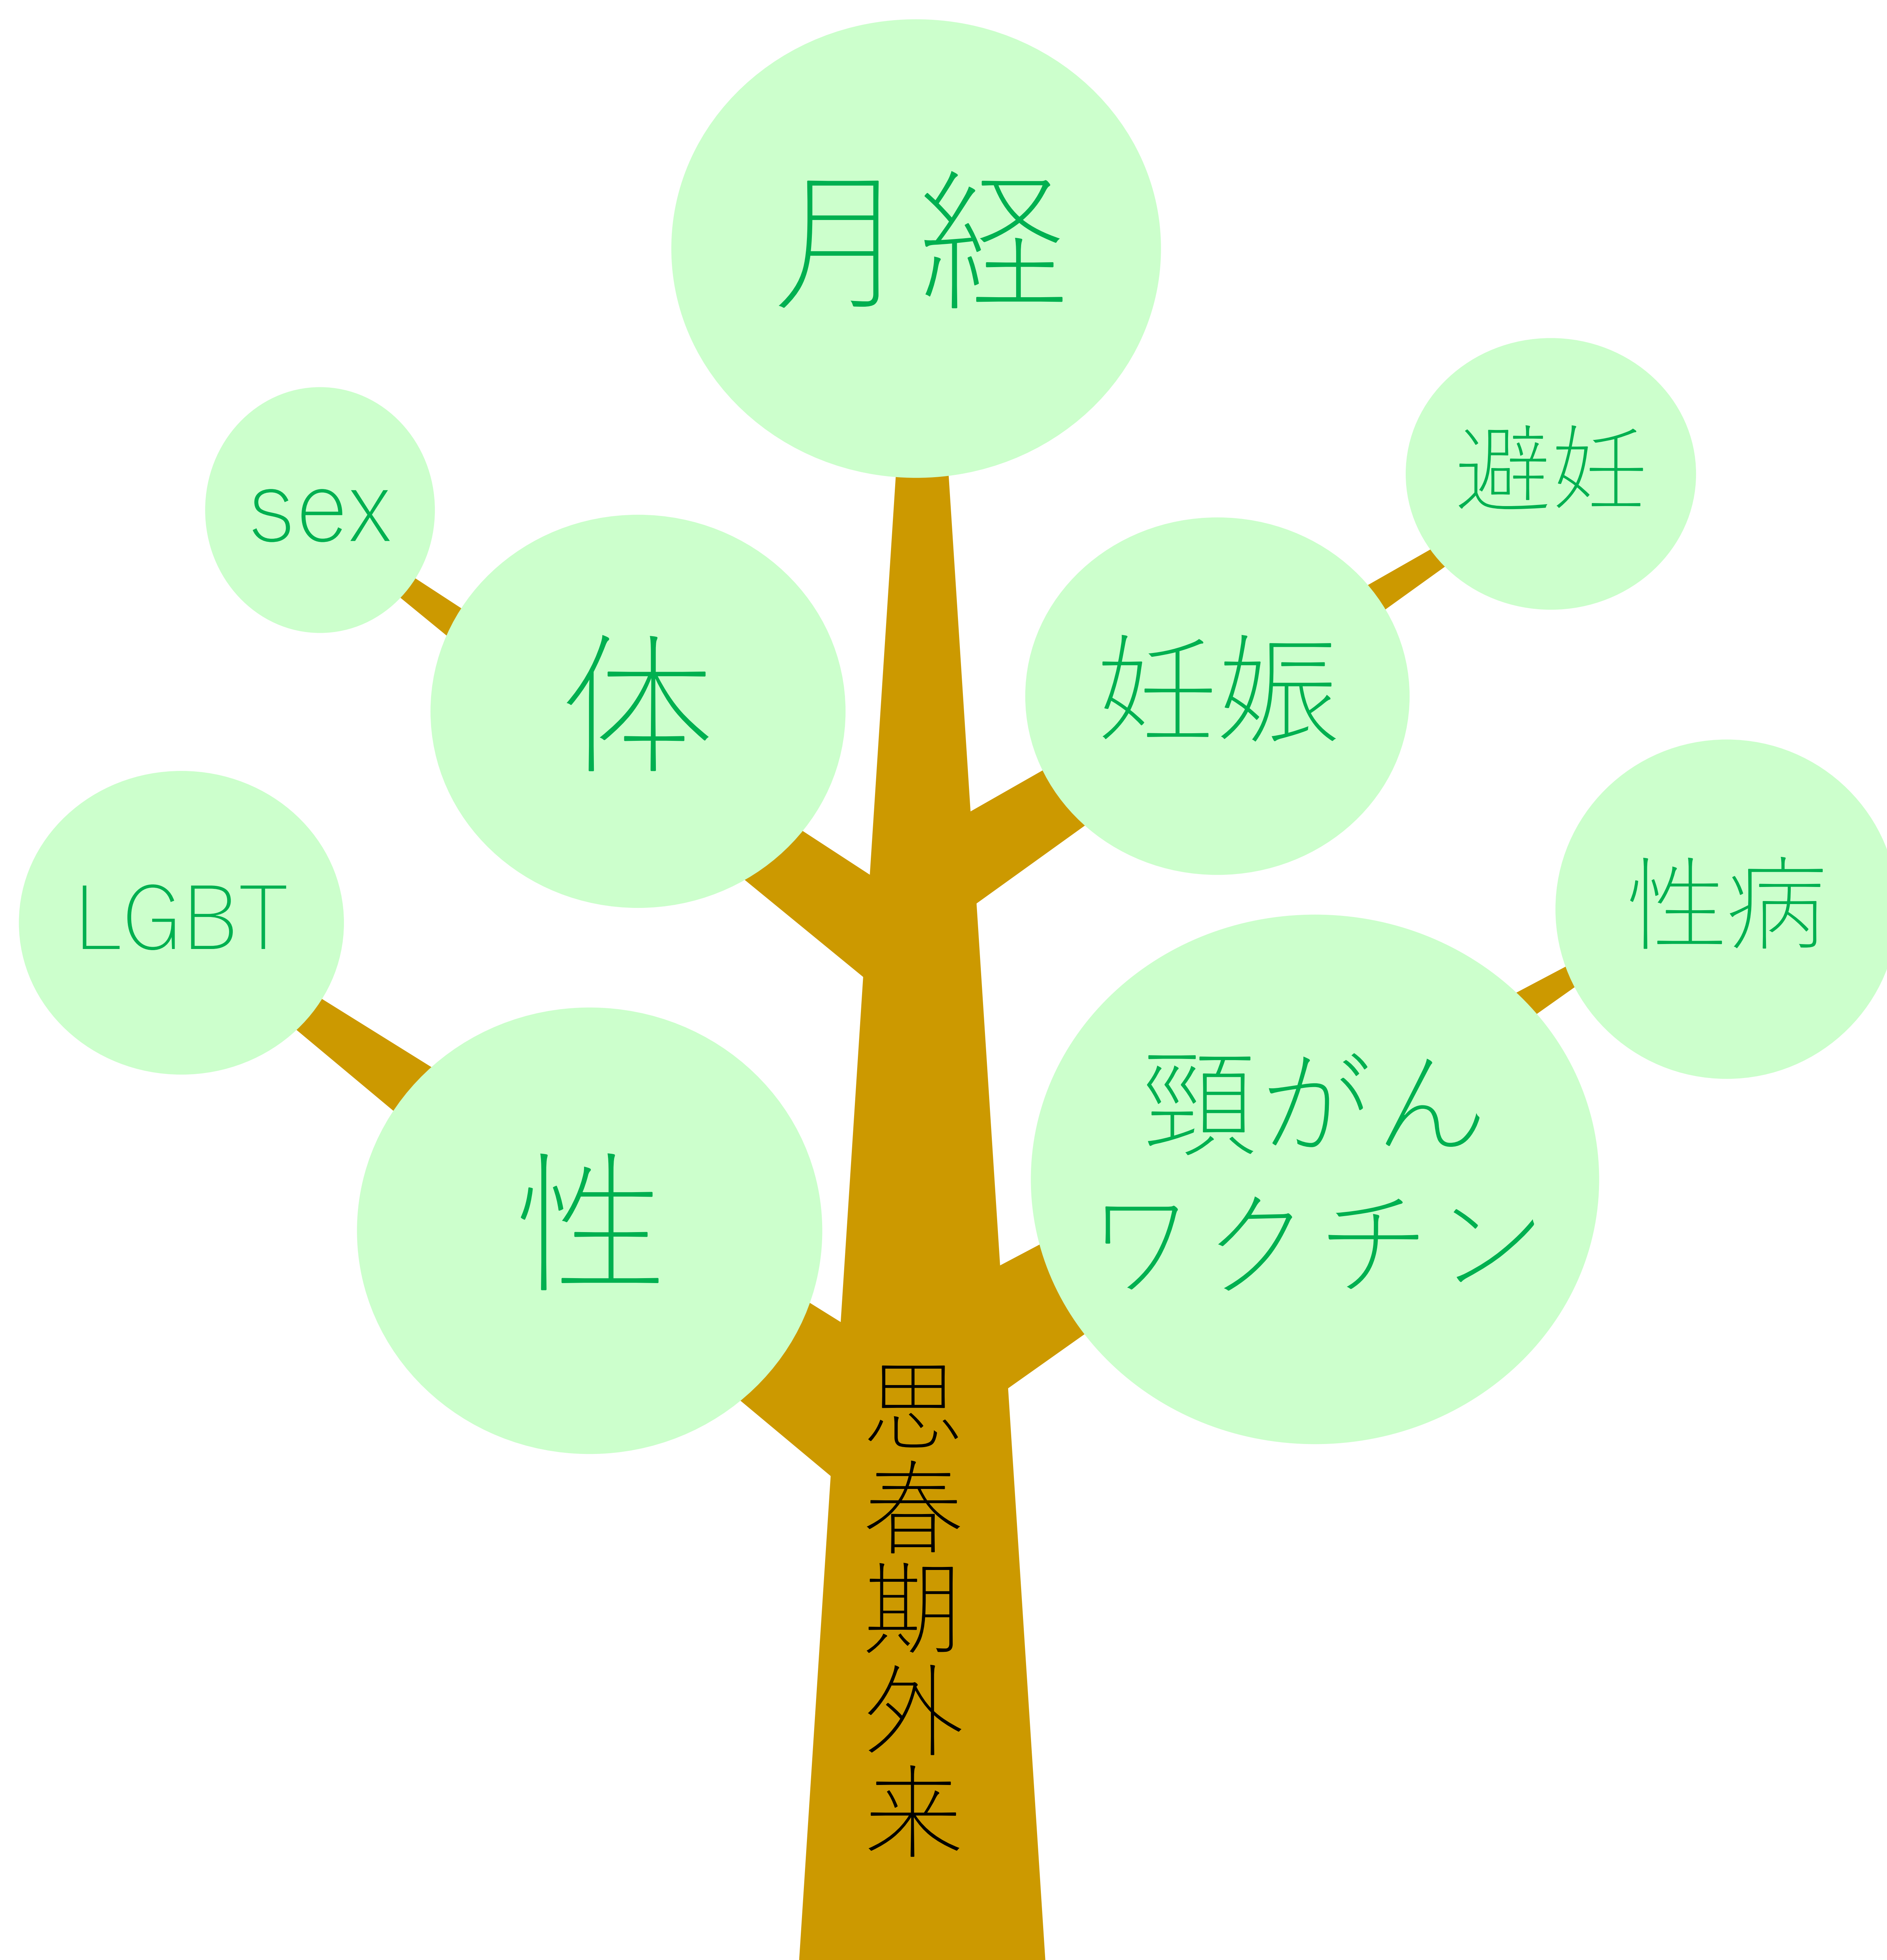 月経
sex
避妊
体
妊娠
LGBT
性病
性
頸がん
ワクチン
思春期外来